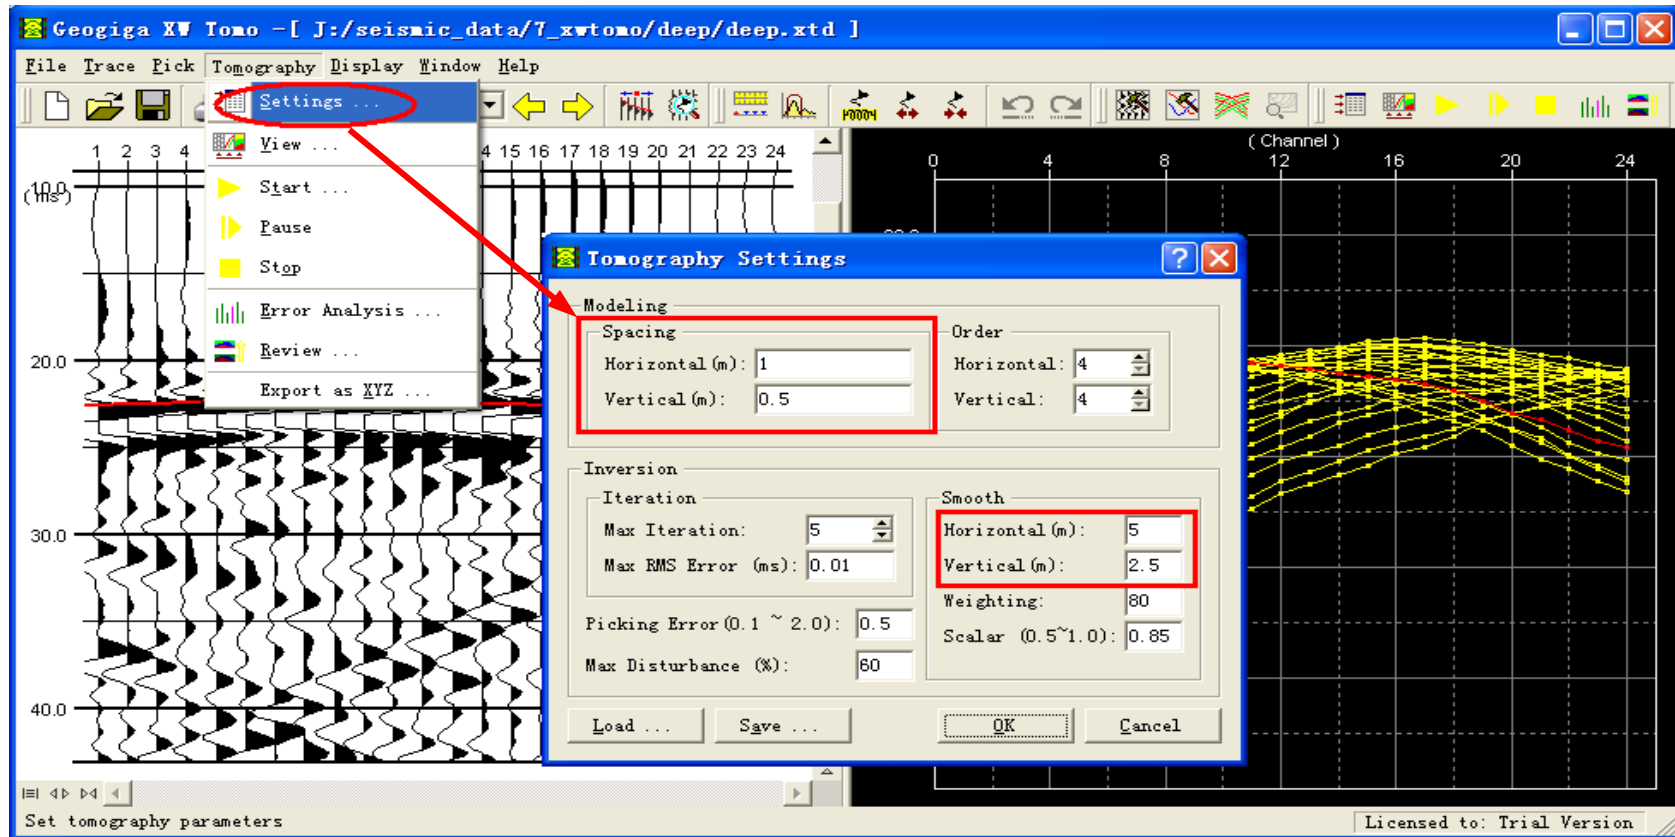 Geogiga XW Tomo -[ J:/seismic_data/7_xwtomo/deep/deep.xtd ]
File Trace Pick Tomography Display Window Help
Settings ...
View ...
Start ...
Pause
Stop
Error Analysis ...
Review ...
Export as XYZ ...
1 2 3 4 4 15 16 17 18 19 20 21 22 23 24
(ms)
20.0
30.0
40.0
( Channel )
0 4 8 12 16 20 24
Tomography Settings
Modeling
Spacing
Horizontal(m): 1
Vertical(m): 0.5
Order
Horizontal: 4
Vertical: 4
Inversion
Iteration
Max Iteration: 5
Max RMS Error (ms): 0.01
Picking Error(0.1 ~ 2.0): 0.5
Max Disturbance (%): 60
Smooth
Horizontal(m): 5
Vertical(m): 2.5
Weighting: 80
Scalar (0.5~1.0): 0.85
Load ... Save ... OK Cancel
Set tomography parameters
Licensed to: Trial Version